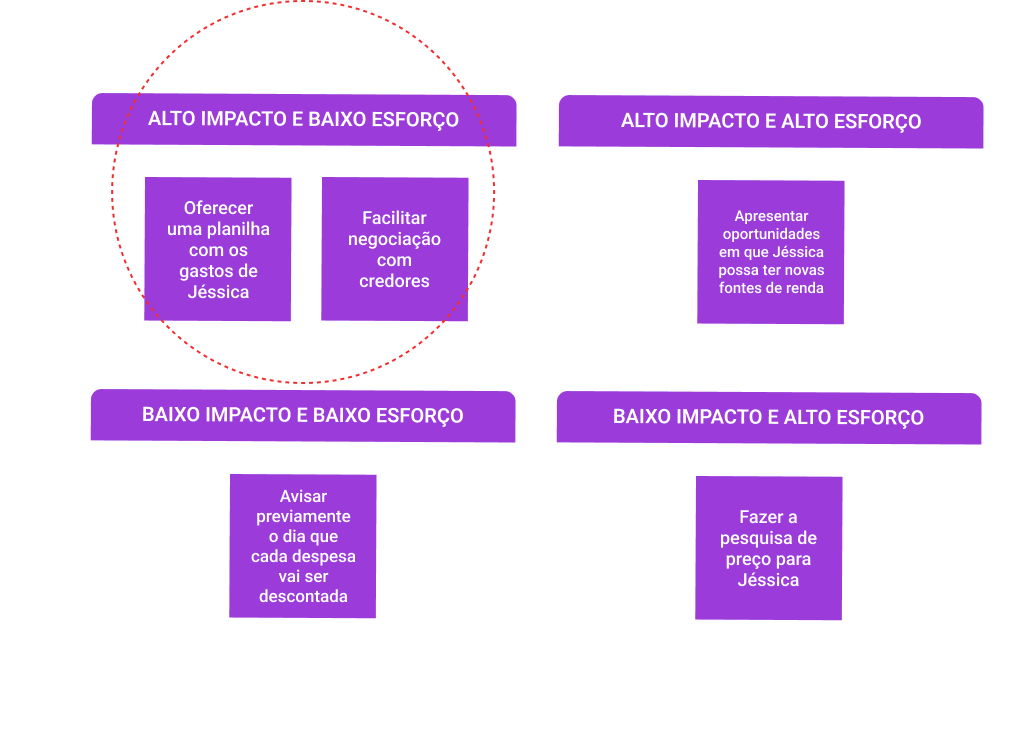 ALTO IMPACTO E BAIXO ESFORÇO
Oferecer
uma planilha
com os
gastos de
Jéssica
Facilitar
negociação
com
credores
ALTO IMPACTO E ALTO ESFORÇO
Apresentar
oportunidades
em que Jéssica
possa ter novas
fontes de renda
BAIXO IMPACTO E BAIXO ESFORÇO
Avisar
previamente
o dia que
cada despesa
vai ser
descontada
BAIXO IMPACTO E ALTO ESFORÇO
Fazer a
pesquisa de
preço para
Jéssica